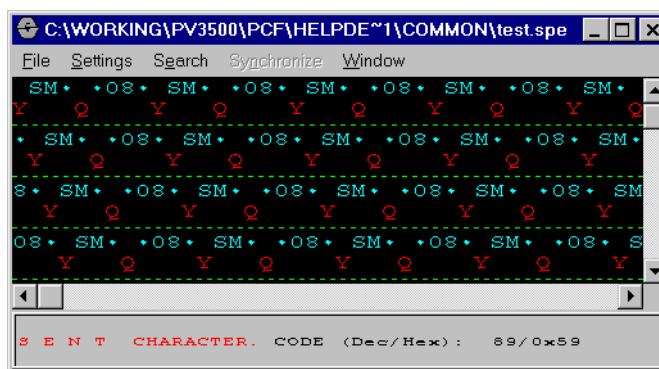 C:\WORKING\PV3500\PCF\HELPDE~1\COMMON\test.spe
File Settings Search Synchronize Window
SM♦ ♦08♦ SM♦ ♦08♦ SM♦ ♦08♦ SM♦ ♦08♦ SM♦
Y Q Y Q Y Q Y Q Y Q
♦ SM♦ ♦08♦ SM♦ ♦08♦ SM♦ ♦08♦ SM♦ ♦08♦ SM♦
Y Q Y Q Y Q Y Q Y
8♦ SM♦ ♦08♦ SM♦ ♦08♦ SM♦ ♦08♦ SM♦ ♦08♦ SM
Y Q Y Q Y Q Y Q Y
08♦ SM♦ ♦08♦ SM♦ ♦08♦ SM♦ ♦08♦ SM♦ ♦08♦ S
Y Q Y Q Y Q Y Q Y
SENT CHARACTER. CODE (Dec/Hex): 89/0x59